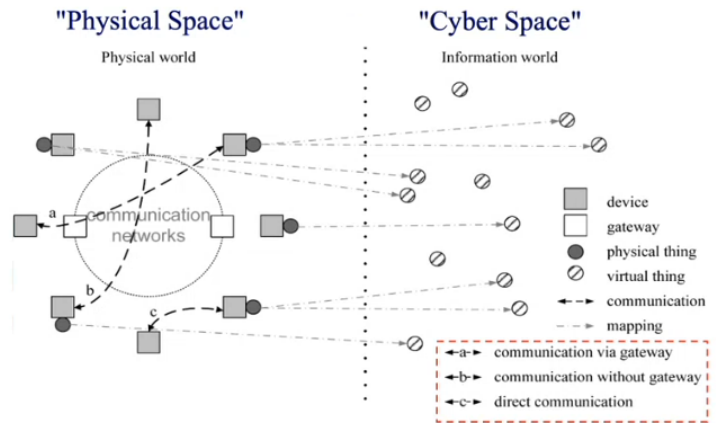 "Physical Space"
"Cyber Space"
Physical world
Information world
a
communication
networks
b
c
device
gateway
physical thing
virtual thing
communication
mapping
a communication via gateway
b communication without gateway
c direct communication